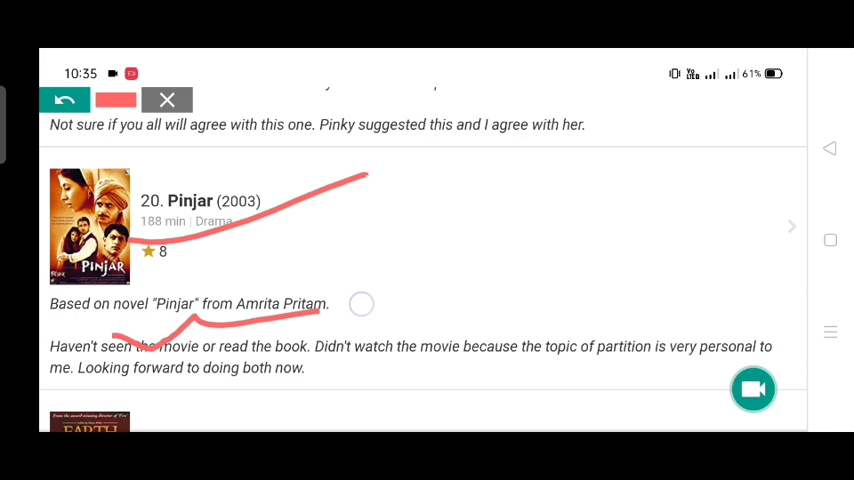 10:35
61%
Not sure if you all will agree with this one. Pinky suggested this and I agree with her.
20. Pinjar (2003)
188 min | Drama
8
PINJAR
Based on novel "Pinjar" from Amrita Pritam.
Haven't seen the movie or read the book. Didn't watch the movie because the topic of partition is very personal to
me. Looking forward to doing both now.
EARTH